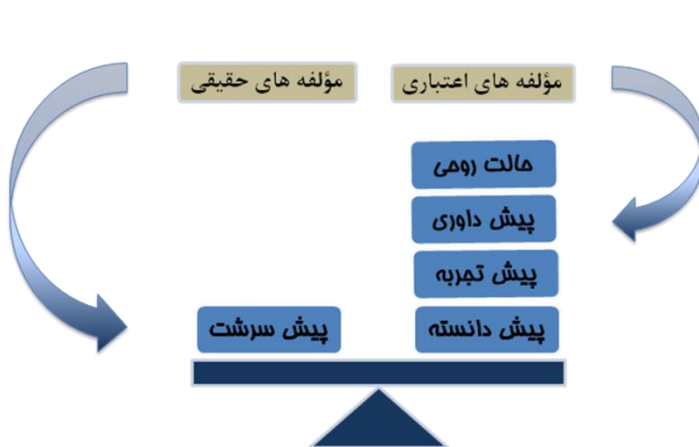 مؤلفه های اعتباری
مؤلفه های حقیقی
حالت روحی
پیش داوری
پیش تجربه
پیش دانسته
پیش سرشت